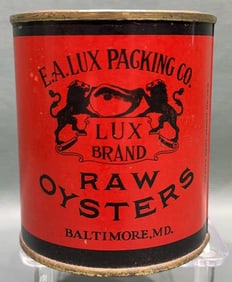 E.A. LUX PACKING CO.
LUX
BRAND
RAW
OYSTERS
BALTIMORE, MD.